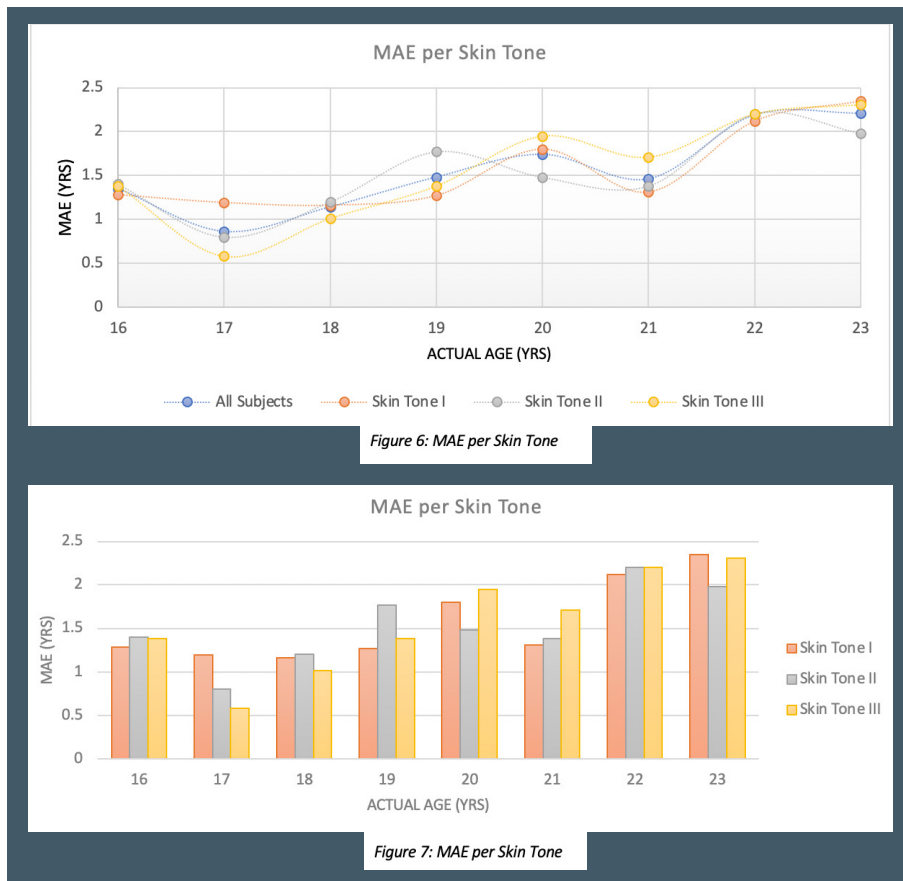 MAE per Skin Tone
2.5
2
1.5
1
0.5
0
MAE (YRS)
16 17 18 19 20 21 22 23
ACTUAL AGE (YRS)
All Subjects Skin Tone I Skin Tone II Skin Tone III
Figure 6: MAE per Skin Tone
MAE per Skin Tone
2.5
2
1.5
1
0.5
0
MAE (YRS)
16 17 18 19 20 21 22 23
ACTUAL AGE (YRS)
Skin Tone I
Skin Tone II
Skin Tone III
Figure 7: MAE per Skin Tone